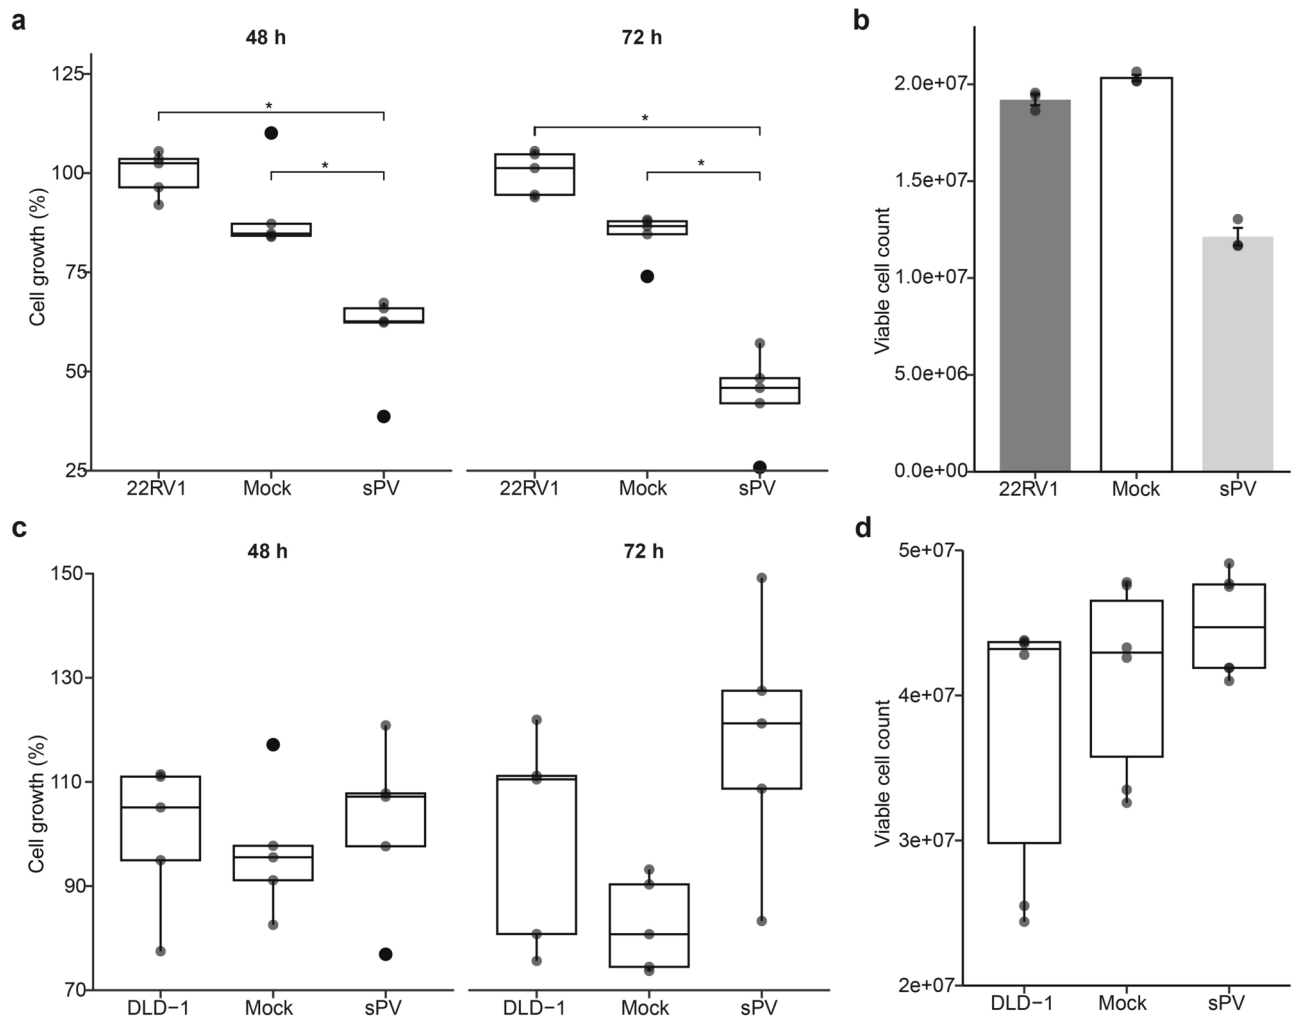 a
48 h
72 h
Cell growth (%)
125
100
75
50
25
*
*
*
*
22RV1
Mock
sPV
22RV1
Mock
sPV
b
Viable cell count
2.0e+07
1.5e+07
1.0e+07
5.0e+06
0.0e+00
22RV1
Mock
sPV
c
48 h
72 h
Cell growth (%)
150
130
110
90
70
DLD−1
Mock
sPV
DLD−1
Mock
sPV
d
Viable cell count
5e+07
4e+07
3e+07
2e+07
DLD−1
Mock
sPV